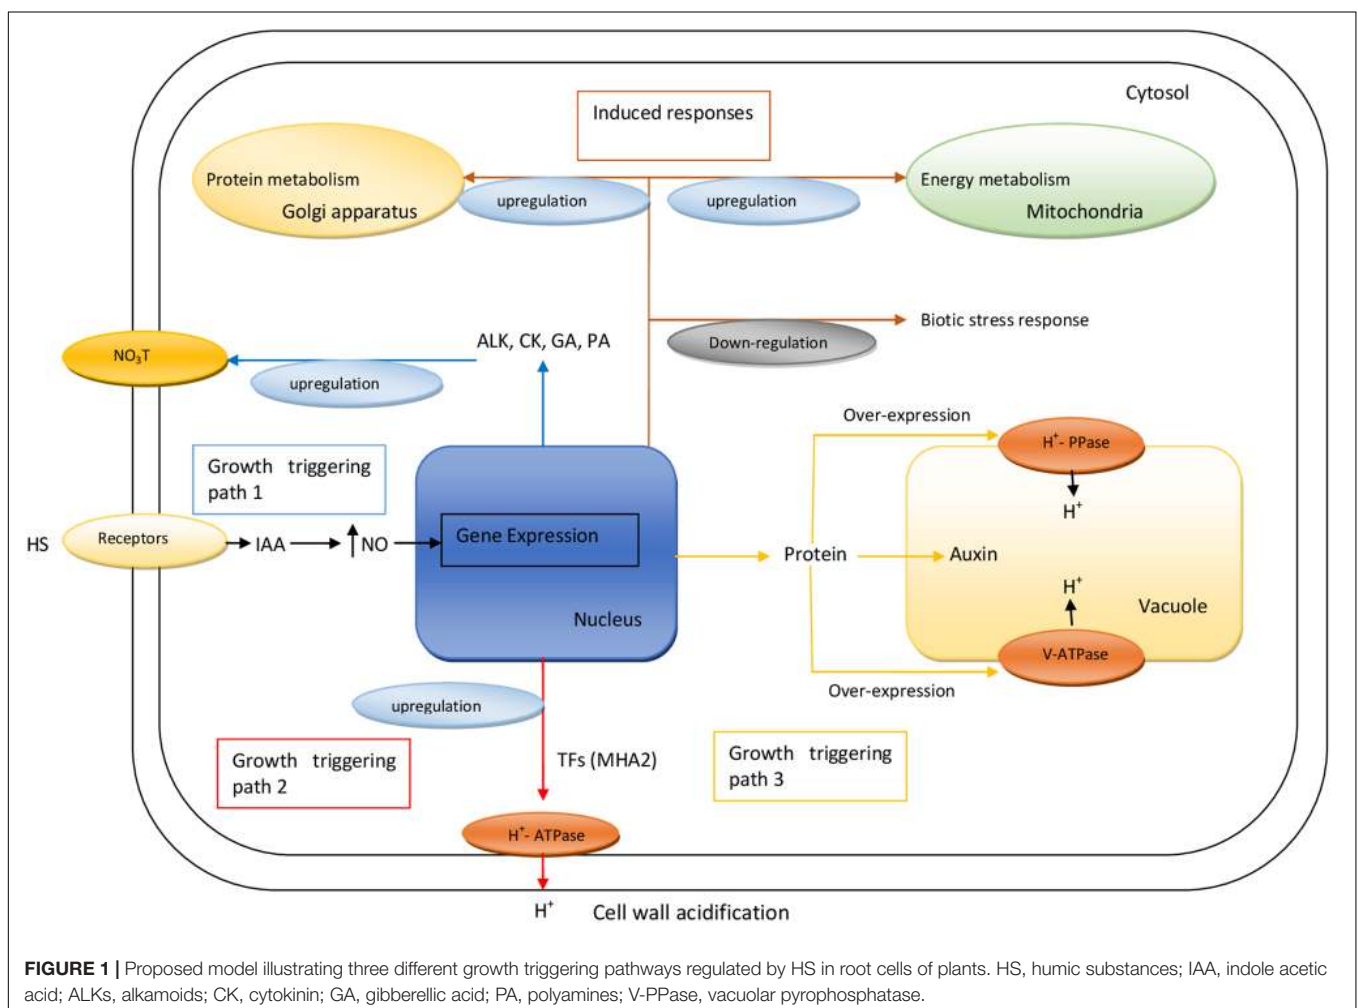 Cytosol
Induced responses
Protein metabolism
Golgi apparatus
upregulation
upregulation
Energy metabolism
Mitochondria
Biotic stress response
Down-regulation
ALK, CK, GA, PA
NO₃T
upregulation
Growth triggering
path 1
HS
Receptors
IAA
NO
Gene Expression
Nucleus
Over-expression
H⁺- PPase
H⁺
Protein
Auxin
H⁺
Vacuole
V-ATPase
Over-expression
upregulation
Growth triggering
path 2
TFs (MHA2)
Growth triggering
path 3
H⁺- ATPase
H⁺
Cell wall acidification
FIGURE 1 | Proposed model illustrating three different growth triggering pathways regulated by HS in root cells of plants. HS, humic substances; IAA, indole acetic
acid; ALKs, alkamoids; CK, cytokinin; GA, gibberellic acid; PA, polyamines; V-PPase, vacuolar pyrophosphatase.